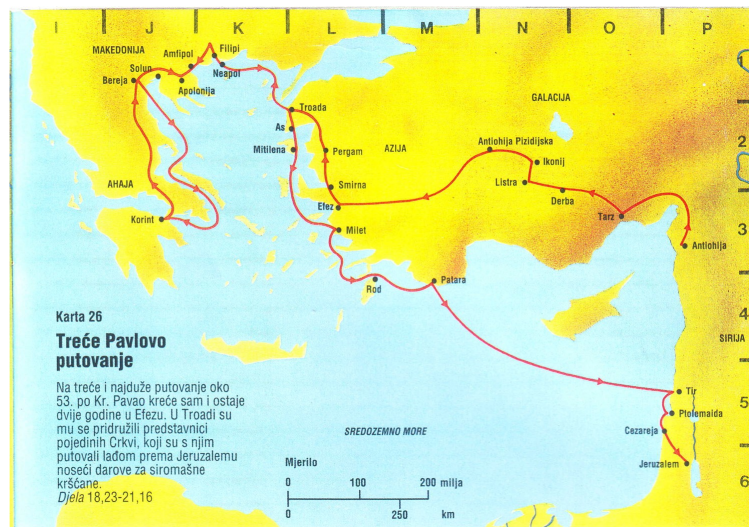 I J K L M N O P
1
2
3
4
5
6
MAKEDONIJA
Amfipol
Filipi
Solun
Neapol
Bereja
Apolonija
Troada
As
Mitilena
Pergam
AZIJA
GALACIJA
Antiohija Pizidijska
Ikonij
Listra
Derba
Tarz
Antiohija
AHAJA
Korint
Smirna
Efez
Milet
Rod
Patara
SIRIJA
Tir
Ptolemaida
Cezareja
Jeruzalem
SREDOZEMNO MORE
Karta 26
Treće Pavlovo
putovanje
Na treće i najduže putovanje oko
53. po Kr. Pavao kreće sam i ostaje
dvije godine u Efezu. U Troadi su
mu se pridružili predstavnici
pojedinih Crkvi, koji su s njim
putovali lađom prema Jeruzalemu
noseći darove za siromašne
kršćane.
Djela 18,23-21,16
Mjerilo
0 100 200 milja
0 250 km